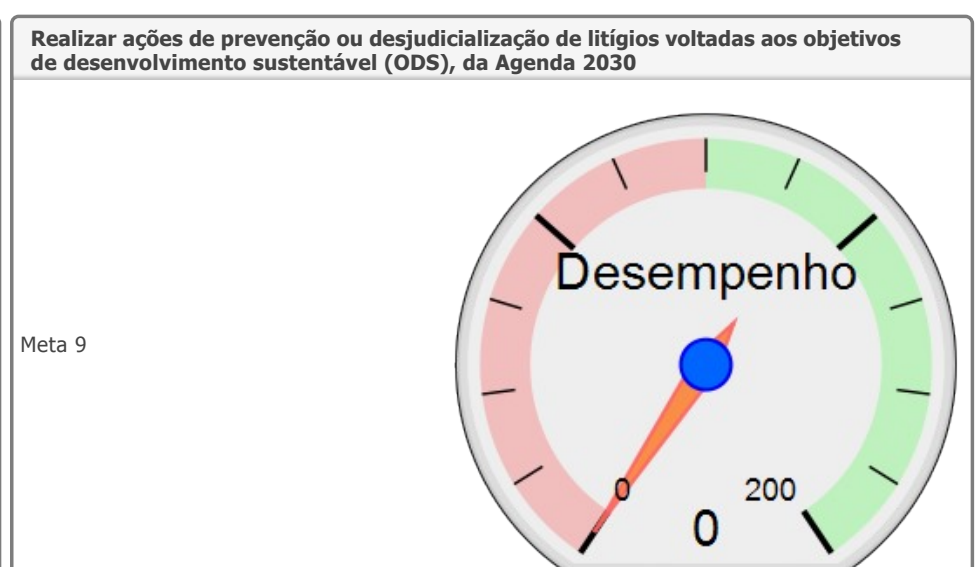 Realizar ações de prevenção ou desjudicialização de litígios voltadas aos objetivos
de desenvolvimento sustentável (ODS), da Agenda 2030
Desempenho
Meta 9
0
200
0